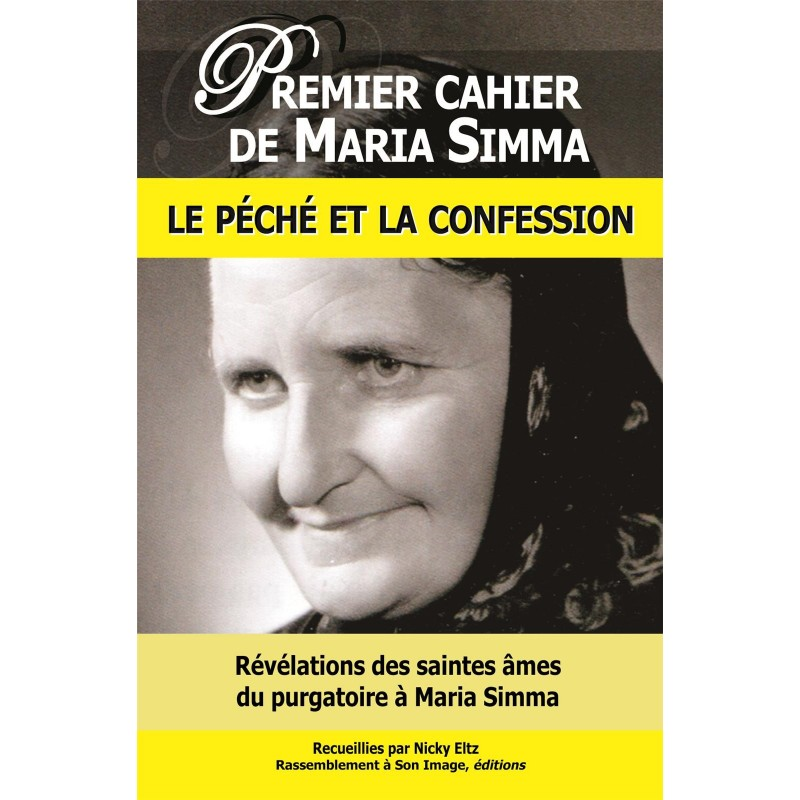 PREMIER CAHIER
DE MARIA SIMMA
LE PÉCHÉ ET LA CONFESSION
Révélations des saintes âmes
du purgatoire à Maria Simma
Recueillies par Nicky Eltz
Rassemblement à Son Image, éditions